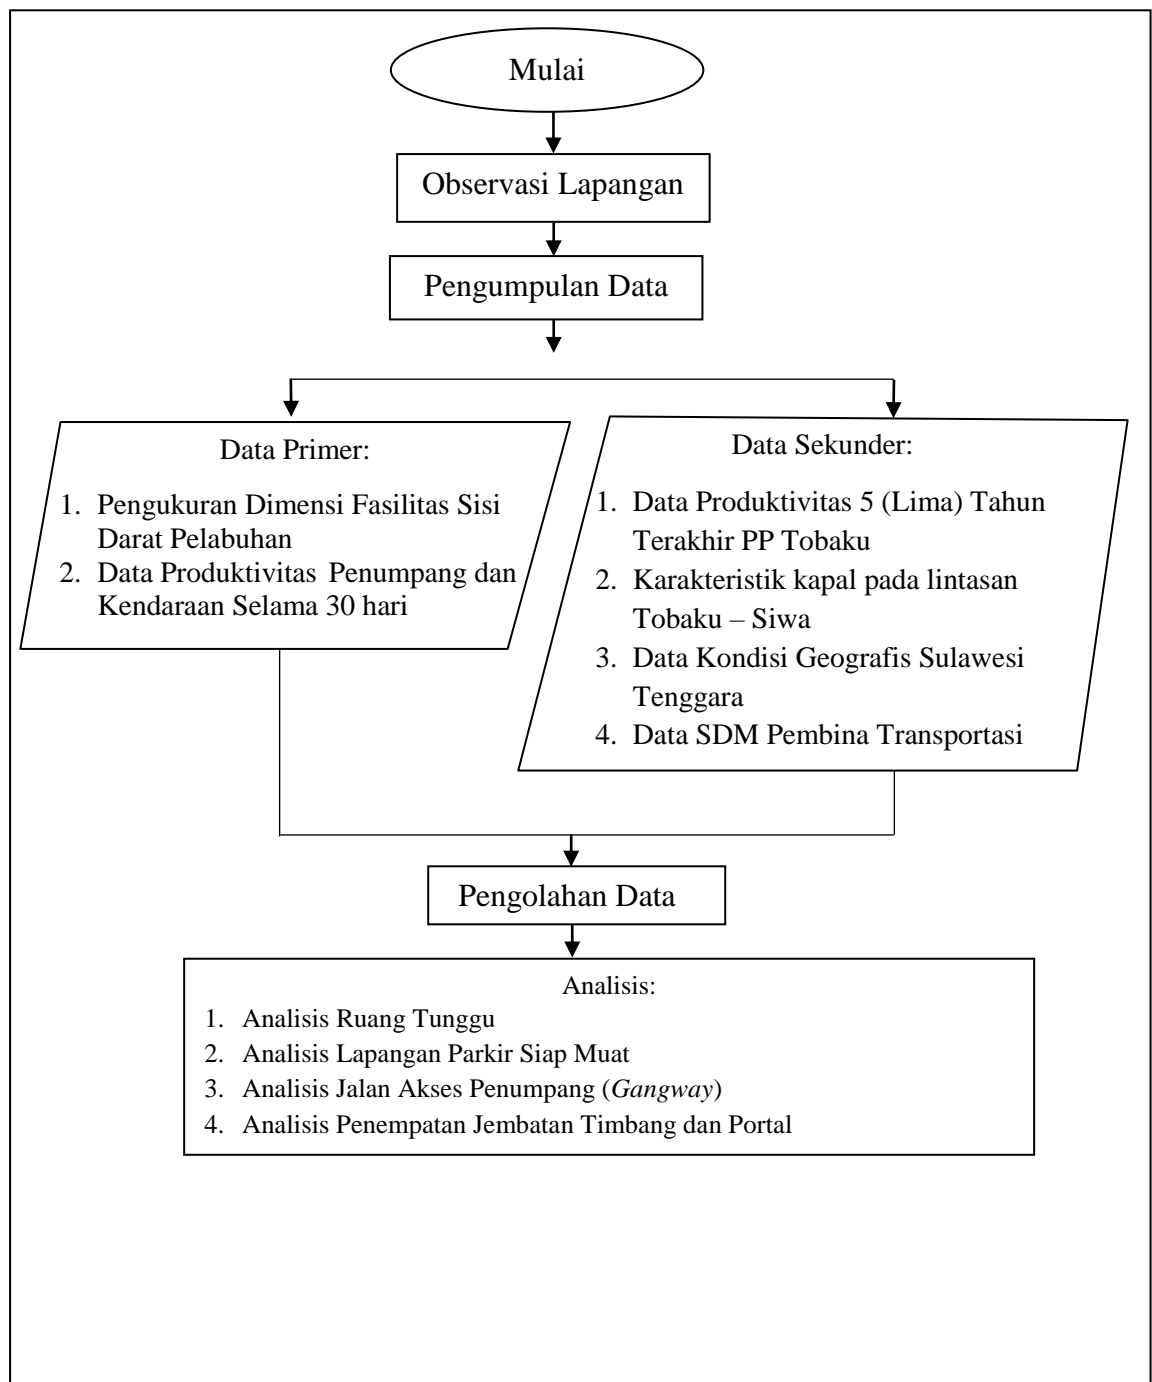 Mulai
Observasi Lapangan
Pengumpulan Data
Data Primer:
1. Pengukuran Dimensi Fasilitas Sisi
Darat Pelabuhan
2. Data Produktivitas Penumpang dan
Kendaraan Selama 30 hari
Data Sekunder:
1. Data Produktivitas 5 (Lima) Tahun
Terakhir PP Tobaku
2. Karakteristik kapal pada lintasan
Tobaku – Siwa
3. Data Kondisi Geografis Sulawesi
Tenggara
4. Data SDM Pembina Transportasi
Pengolahan Data
Analisis:
1. Analisis Ruang Tunggu
2. Analisis Lapangan Parkir Siap Muat
3. Analisis Jalan Akses Penumpang (Gangway)
4. Analisis Penempatan Jembatan Timbang dan Portal